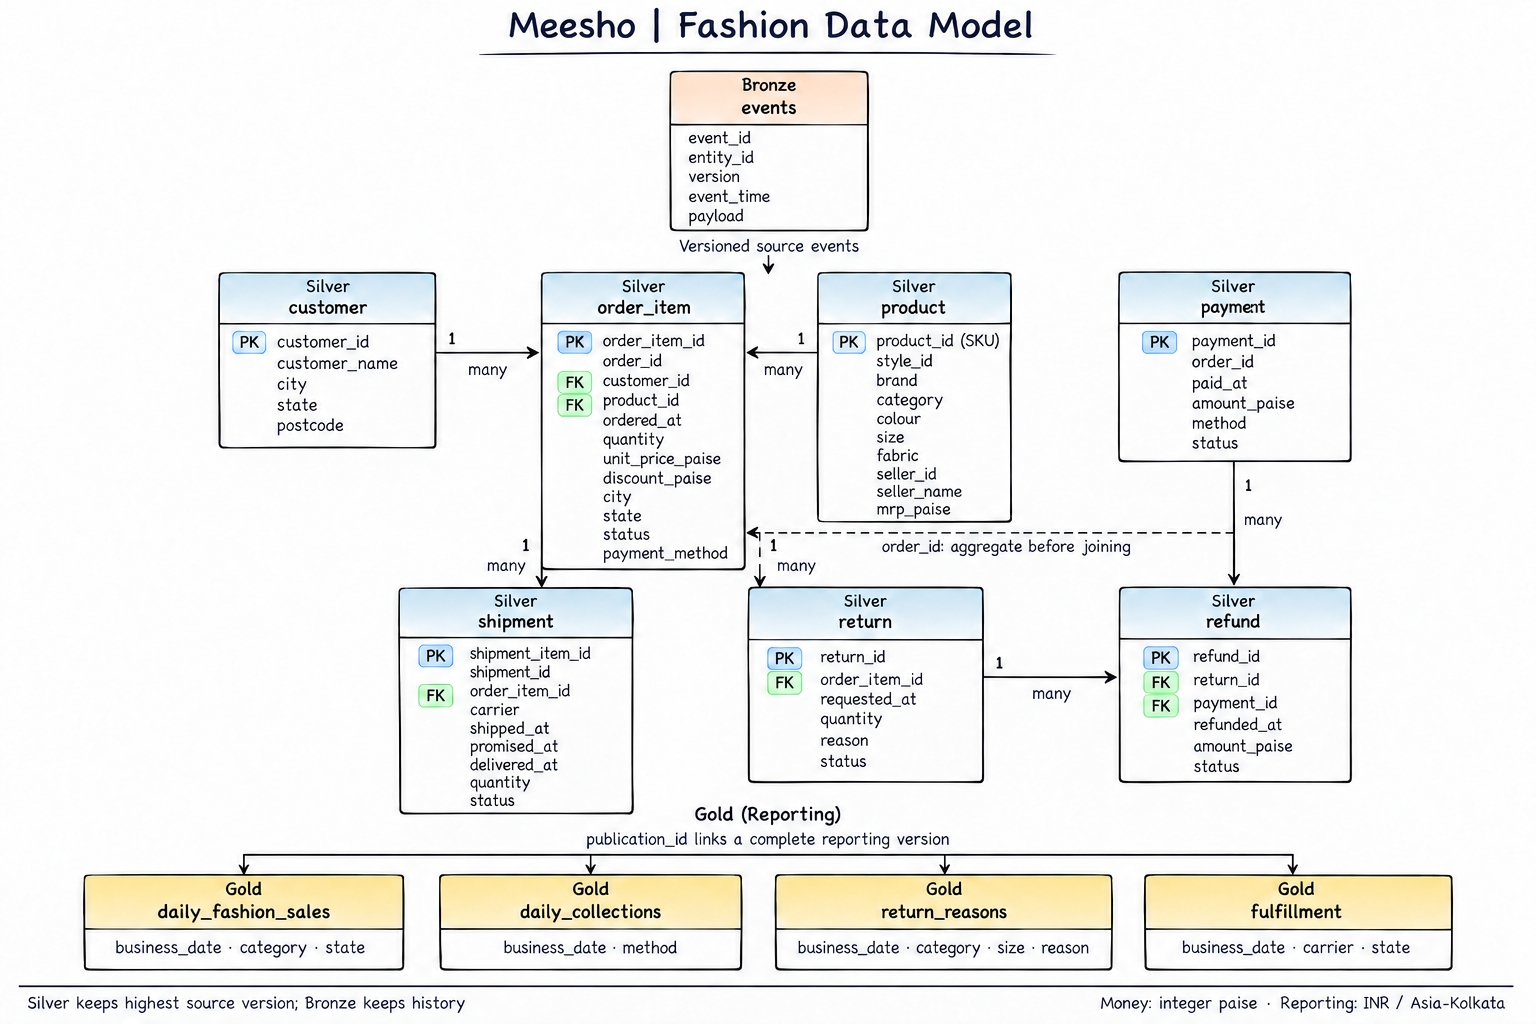 Meesho | Fashion Data Model
Bronze
events
event_id
entity_id
version
event_time
payload
Versioned source events
Silver
customer
PK customer_id
customer_name
city
state
postcode
1
many
Silver
order_item
PK order_item_id
order_id
FK customer_id
FK product_id
ordered_at
quantity
unit_price_paise
discount_paise
city
state
status
payment_method
1
many
Silver
product
PK product_id (SKU)
style_id
brand
category
colour
size
fabric
seller_id
seller_name
mrp_paise
Silver
payment
PK payment_id
order_id
paid_at
amount_paise
method
status
1
many
order_id: aggregate before joining
1
many
1
many
Silver
shipment
PK shipment_item_id
shipment_id
FK order_item_id
carrier
shipped_at
promised_at
delivered_at
quantity
status
Silver
return
PK return_id
FK order_item_id
requested_at
quantity
reason
status
1
many
Silver
refund
PK refund_id
FK return_id
FK payment_id
refunded_at
amount_paise
status
Gold (Reporting)
publication_id links a complete reporting version
Gold
daily_fashion_sales
business_date · category · state
Gold
daily_collections
business_date · method
Gold
return_reasons
business_date · category · size · reason
Gold
fulfillment
business_date · carrier · state
Silver keeps highest source version; Bronze keeps history
Money: integer paise · Reporting: INR / Asia-Kolkata